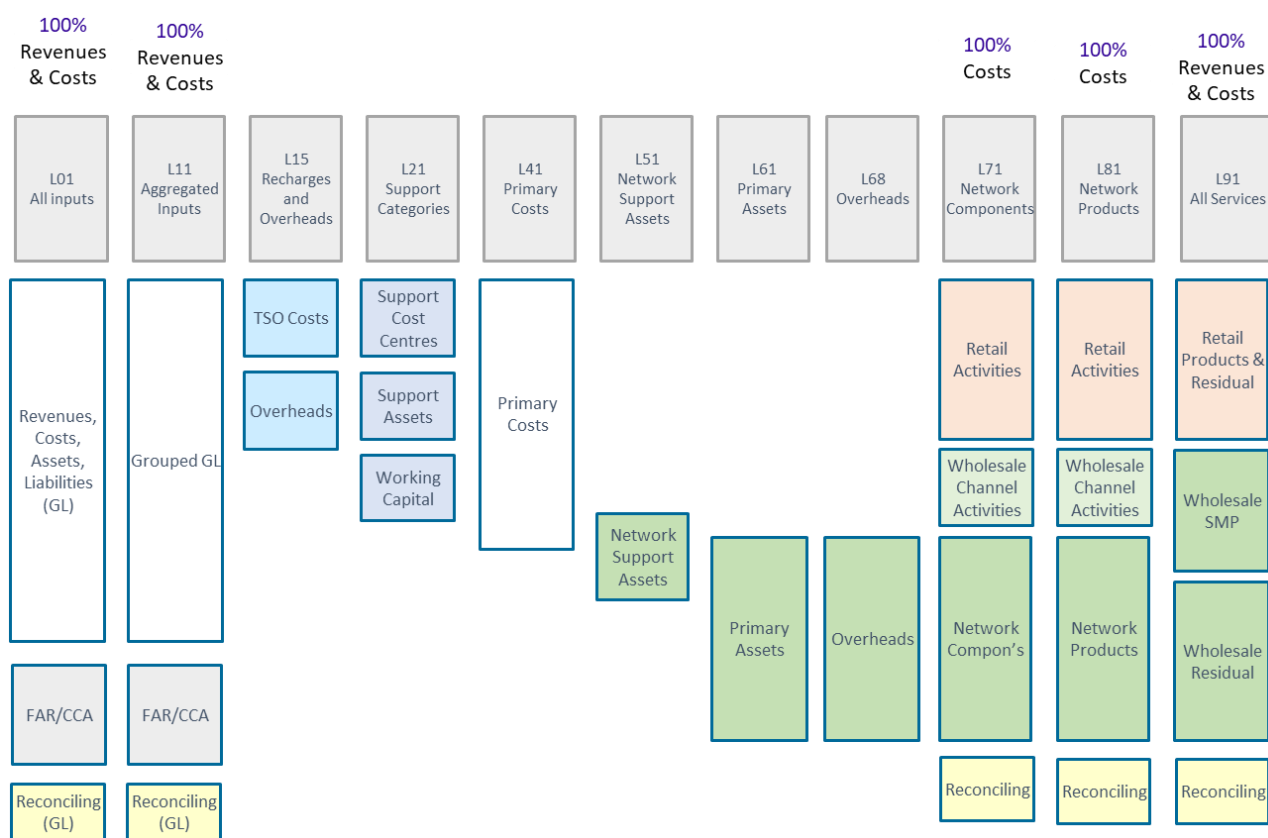 100%
Revenues
& Costs
100%
Revenues
& Costs
100%
Costs
100%
Costs
100%
Revenues
& Costs
L01
All inputs
L11
Aggregated
Inputs
L15
Recharges
and
Overheads
L21
Support
Categories
L41
Primary
Costs
L51
Network
Support
Assets
L61
Primary
Assets
L68
Overheads
L71
Network
Components
L81
Network
Products
L91
All Services
Revenues,
Costs,
Assets,
Liabilities
(GL)
FAR/CCA
Reconciling
(GL)
Grouped GL
FAR/CCA
Reconciling
(GL)
TSO Costs
Overheads
Support
Cost
Centres
Support
Assets
Working
Capital
Primary
Costs
Network
Support
Assets
Primary
Assets
Overheads
Retail
Activities
Wholesale
Channel
Activities
Network
Compon's
Reconciling
Retail
Activities
Wholesale
Channel
Activities
Network
Products
Reconciling
Retail
Products &
Residual
Wholesale
SMP
Wholesale
Residual
Reconciling